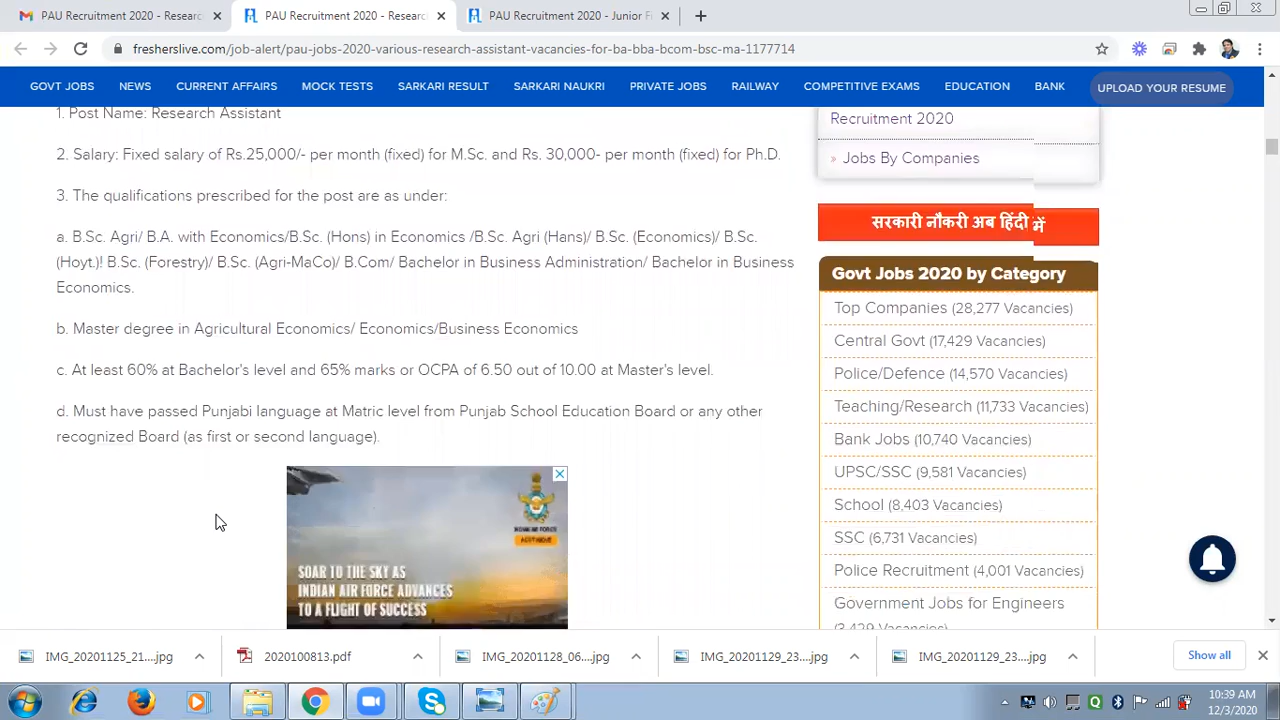 PAU Recruitment 2020 - Research
PAU Recruitment 2020 - Research
PAU Recruitment 2020 - Junior F
fresherslive.com/job-alert/pau-jobs-2020-various-research-assistant-vacancies-for-ba-bba-bcom-bsc-ma-1177714
GOVT JOBS NEWS CURRENT AFFAIRS MOCK TESTS SARKARI RESULT SARKARI NAUKRI PRIVATE JOBS RAILWAY COMPETITIVE EXAMS EDUCATION BANK UPLOAD YOUR RESUME
1. Post Name: Research Assistant
2. Salary: Fixed salary of Rs.25,000/- per month (fixed) for M.Sc. and Rs. 30,000- per month (fixed) for Ph.D.
3. The qualifications prescribed for the post are as under:
a. B.Sc. Agri/ B.A. with Economics/B.Sc. (Hons) in Economics /B.Sc. Agri (Hans)/ B.Sc. (Economics)/ B.Sc.
(Hoyt.)! B.Sc. (Forestry)/ B.Sc. (Agri-MaCo)/ B.Com/ Bachelor in Business Administration/ Bachelor in Business
Economics.
b. Master degree in Agricultural Economics/ Economics/Business Economics
c. At least 60% at Bachelor's level and 65% marks or OCPA of 6.50 out of 10.00 at Master's level.
d. Must have passed Punjabi language at Matric level from Punjab School Education Board or any other
recognized Board (as first or second language).
INDIAN AIR FORCE
SOAR TO THE SKY AS
INDIAN AIR FORCE ADVANCES
TO A FLIGHT OF SUCCESS
Recruitment 2020
» Jobs By Companies
सरकारी नौकरी अब हिंदी में
Govt Jobs 2020 by Category
Top Companies (28,277 Vacancies)
Central Govt (17,429 Vacancies)
Police/Defence (14,570 Vacancies)
Teaching/Research (11,733 Vacancies)
Bank Jobs (10,740 Vacancies)
UPSC/SSC (9,581 Vacancies)
School (8,403 Vacancies)
SSC (6,731 Vacancies)
Police Recruitment (4,001 Vacancies)
Government Jobs for Engineers
(3,429 Vacancies)
IMG_20201125_21....jpg
2020100813.pdf
IMG_20201128_06....jpg
IMG_20201129_23....jpg
IMG_20201129_23....jpg
Show all
10:39 AM
12/3/2020